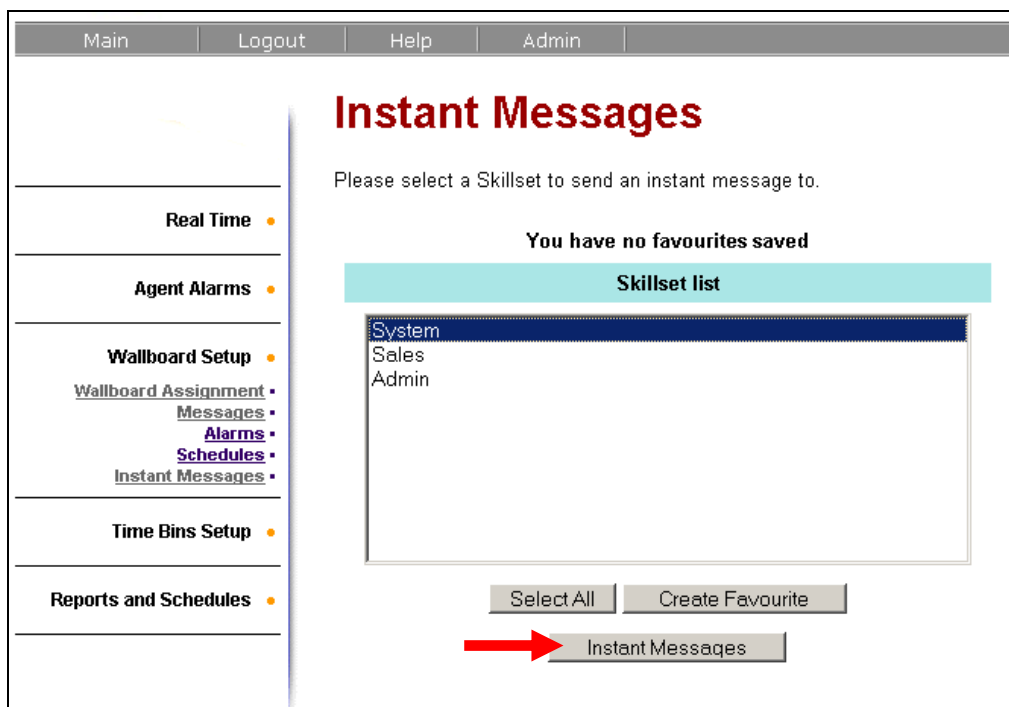 Main Logout Help Admin
Instant Messages
Please select a Skillset to send an instant message to.
Real Time
Agent Alarms
Wallboard Setup
Wallboard Assignment
Messages
Alarms
Schedules
Instant Messages
Time Bins Setup
Reports and Schedules
You have no favourites saved
Skillset list
System
Sales
Admin
Select All Create Favourite
Instant Messages